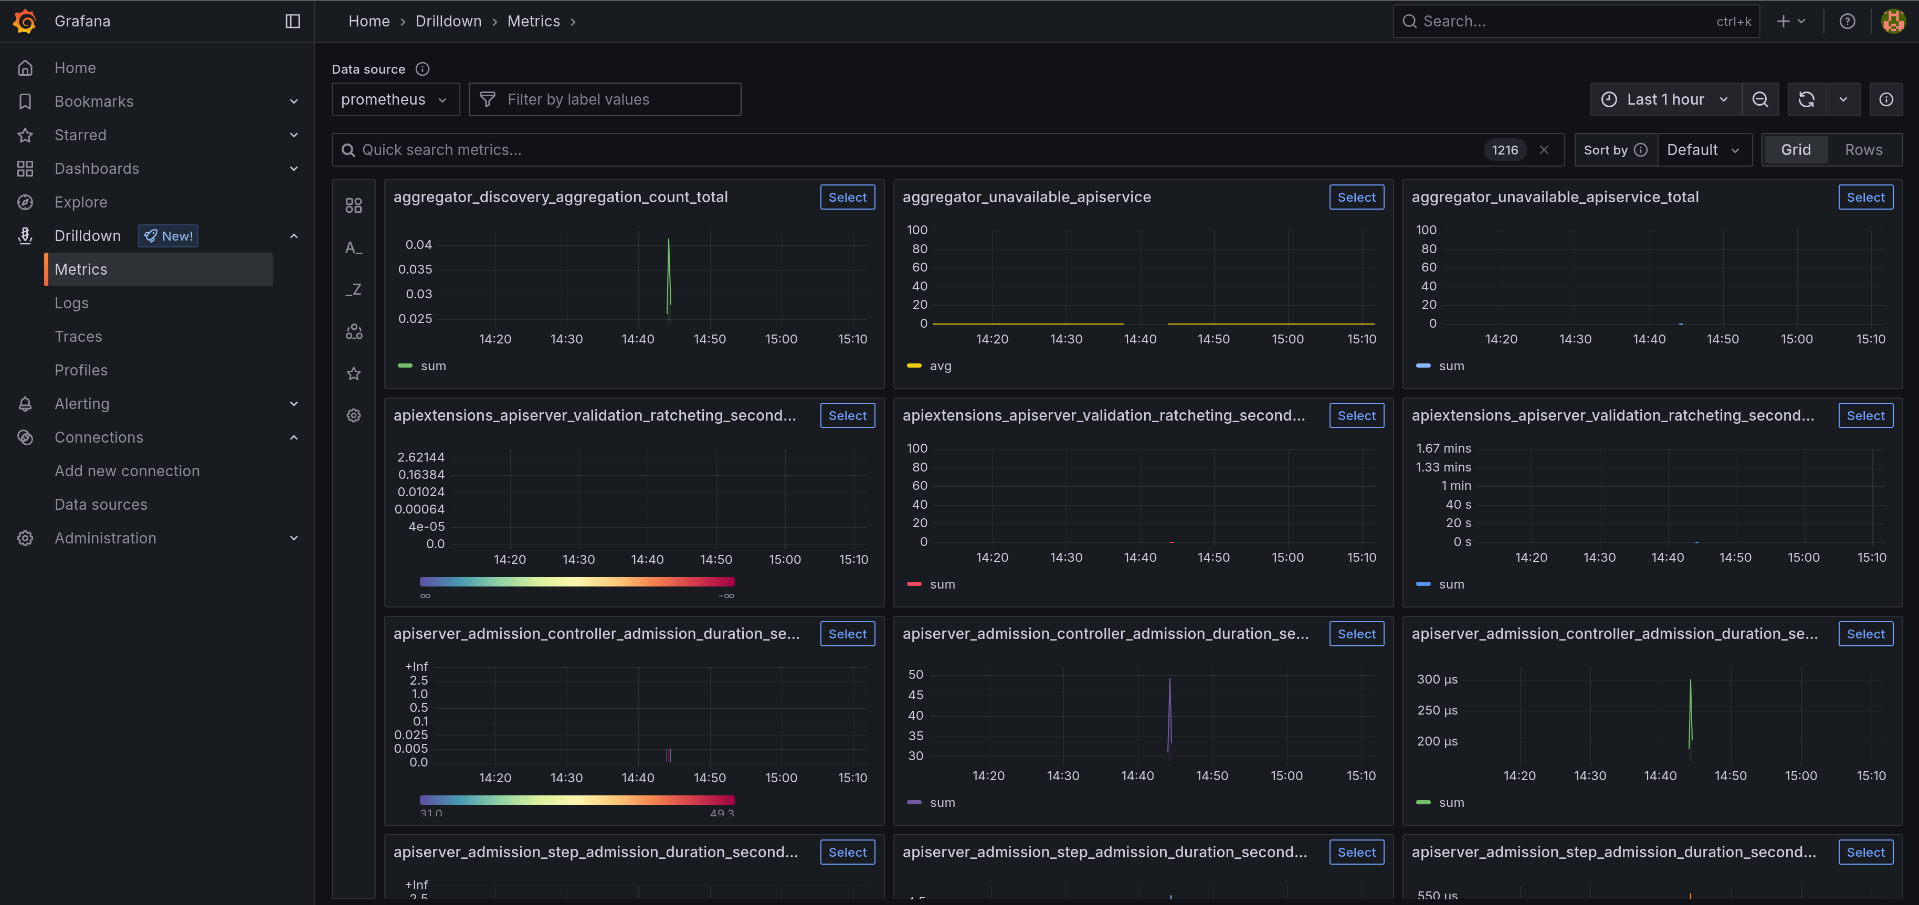 Grafana
Home › Drilldown › Metrics ›
Search... ctrl+k
Home
Bookmarks
Starred
Dashboards
Explore
Drilldown New!
Metrics
Logs
Traces
Profiles
Alerting
Connections
Add new connection
Data sources
Administration
Data source
prometheus Filter by label values
Last 1 hour
Quick search metrics... 1216
Sort by Default
Grid Rows
A_
_Z
aggregator_discovery_aggregation_count_total Select
0.04
0.035
0.03
0.025
14:20 14:30 14:40 14:50 15:00 15:10
sum
aggregator_unavailable_apiservice Select
100
80
60
40
20
0
14:20 14:30 14:40 14:50 15:00 15:10
avg
aggregator_unavailable_apiservice_total Select
100
80
60
40
20
0
14:20 14:30 14:40 14:50 15:00 15:10
sum
apiextensions_apiserver_validation_ratcheting_second... Select
2.62144
0.16384
0.01024
0.00064
4e-05
0.0
14:20 14:30 14:40 14:50 15:00 15:10
∞ -∞
apiextensions_apiserver_validation_ratcheting_second... Select
100
80
60
40
20
0
14:20 14:30 14:40 14:50 15:00 15:10
sum
apiextensions_apiserver_validation_ratcheting_second... Select
1.67 mins
1.33 mins
1 min
40 s
20 s
0 s
14:20 14:30 14:40 14:50 15:00 15:10
sum
apiserver_admission_controller_admission_duration_se... Select
+Inf
2.5
1.0
0.5
0.1
0.025
0.005
0.0
14:20 14:30 14:40 14:50 15:00 15:10
31.0 49.3
apiserver_admission_controller_admission_duration_se... Select
50
45
40
35
30
14:20 14:30 14:40 14:50 15:00 15:10
sum
apiserver_admission_controller_admission_duration_se... Select
300 µs
250 µs
200 µs
14:20 14:30 14:40 14:50 15:00 15:10
sum
apiserver_admission_step_admission_duration_second... Select
+Inf
2.5
apiserver_admission_step_admission_duration_second... Select
apiserver_admission_step_admission_duration_second... Select
550 µs